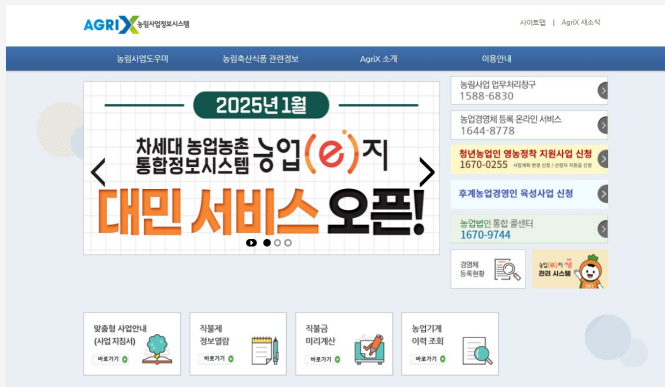 AGRIX 농림사업정보시스템
사이트맵 | AgriX 새소식
농림사업도우미 농림축산식품 관련정보 AgriX 소개 이용안내
2025년 1월
차세대 농업농촌
통합정보시스템 농업(e)지
대민 서비스 오픈!
농림사업 업무처리창구
1588-6830
농업경영체 등록 온라인 서비스
1644-8778
청년농업인 영농정착 지원사업 신청
1670-0255
후계농업경영인 육성사업 신청
농업법인 통합 콜센터
1670-9744
경영체
등록현황
농업(e)지
관리 시스템
맞춤형 사업안내
(사업 지침서)
바로가기
직불제
정보열람
바로가기
직불금
미리계산
바로가기
농업기계
이력 조회
바로가기